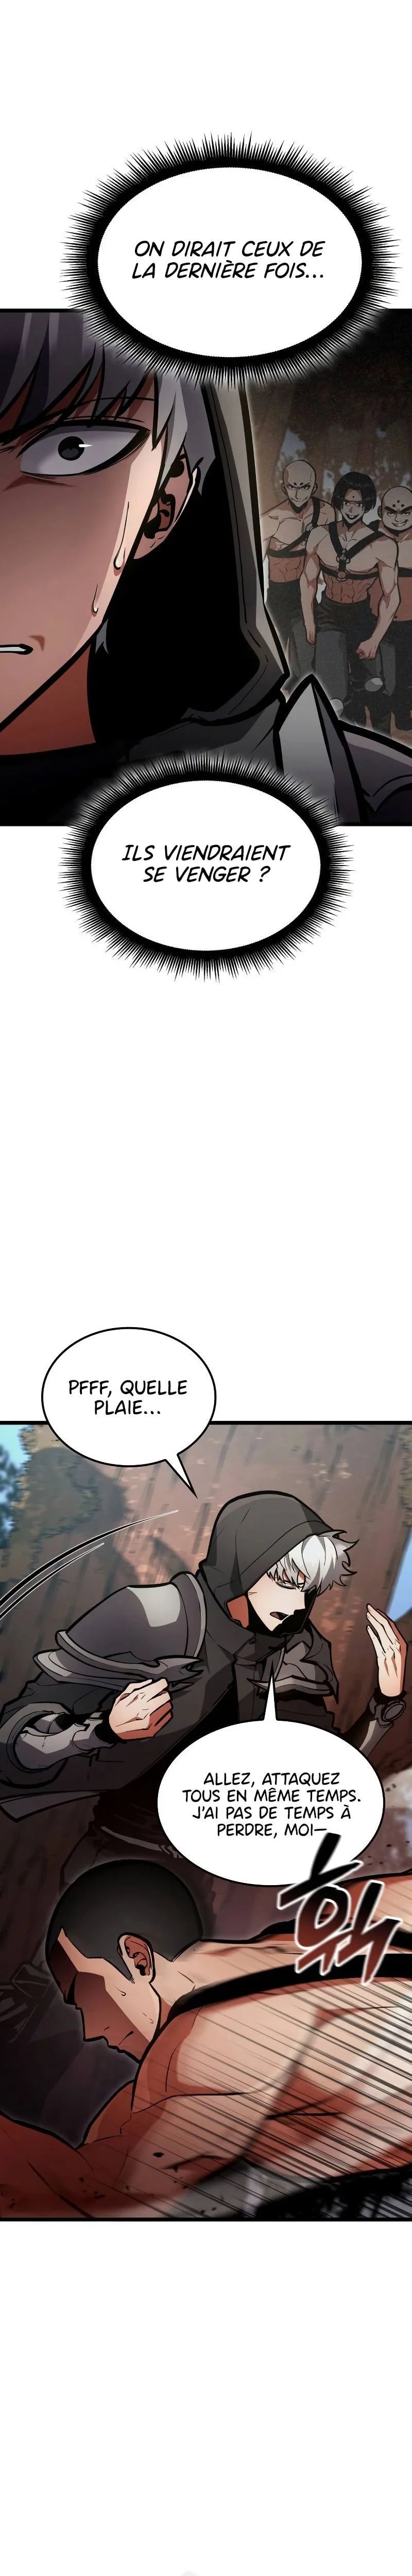 ON DIRAIT CEUX DE
LA DERNIÈRE FOIS...
ILS VIENDRAIENT
SE VENGER ?
PFFF, QUELLE
PLAIE...
ALLEZ, ATTAQUEZ
TOUS EN MÊME TEMPS.
J'AI PAS DE TEMPS À
PERDRE, MOI—